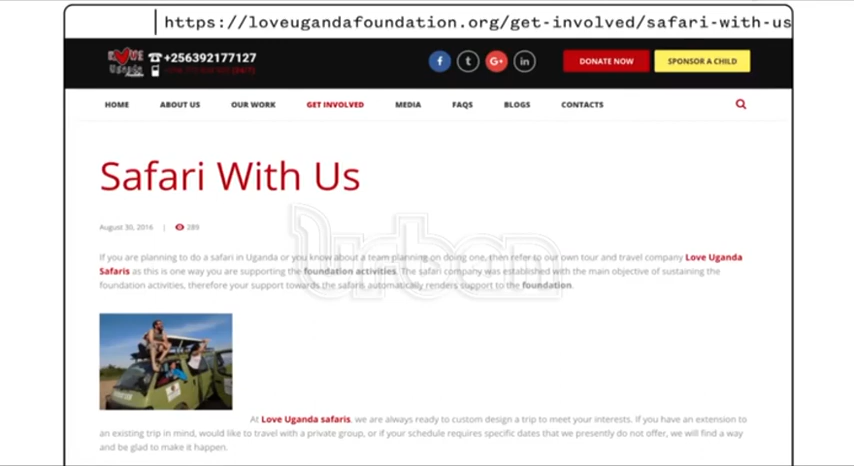 https://loveugandafoundation.org/get-involved/safari-with-us
LOVE
Uganda
+256392177127
DONATE NOW
SPONSOR A CHILD
HOME ABOUT US OUR WORK GET INVOLVED MEDIA FAQS BLOGS CONTACTS
Safari With Us
August 30, 2016 | 289
Urban
If you are planning to do a safari in Uganda or you know about a team planning on doing one, then refer to our own tour and travel company Love Uganda
Safaris as this is one way you are supporting the foundation activities. The safari company was established with the main objective of sustaining the
foundation activities, therefore your support towards the safaris automatically renders support to the foundation.
At Love Uganda safaris, we are always ready to custom design a trip to meet your interests. If you have an extension to
an existing trip in mind, would like to travel with a private group, or if your schedule requires specific dates that we presently do not offer, we will find a way
and be glad to make it happen.